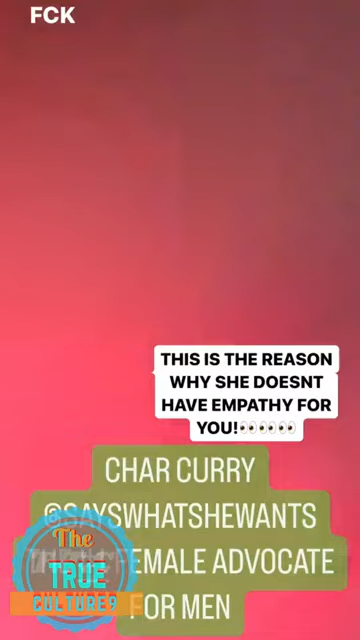 FCK
THIS IS THE REASON
WHY SHE DOESNT
HAVE EMPATHY FOR
YOU!👀👀👀
CHAR CURRY
@SAYSWHATSHEWANTS
FEMALE ADVOCATE
FOR MEN
The
TRUE
CULTURE9